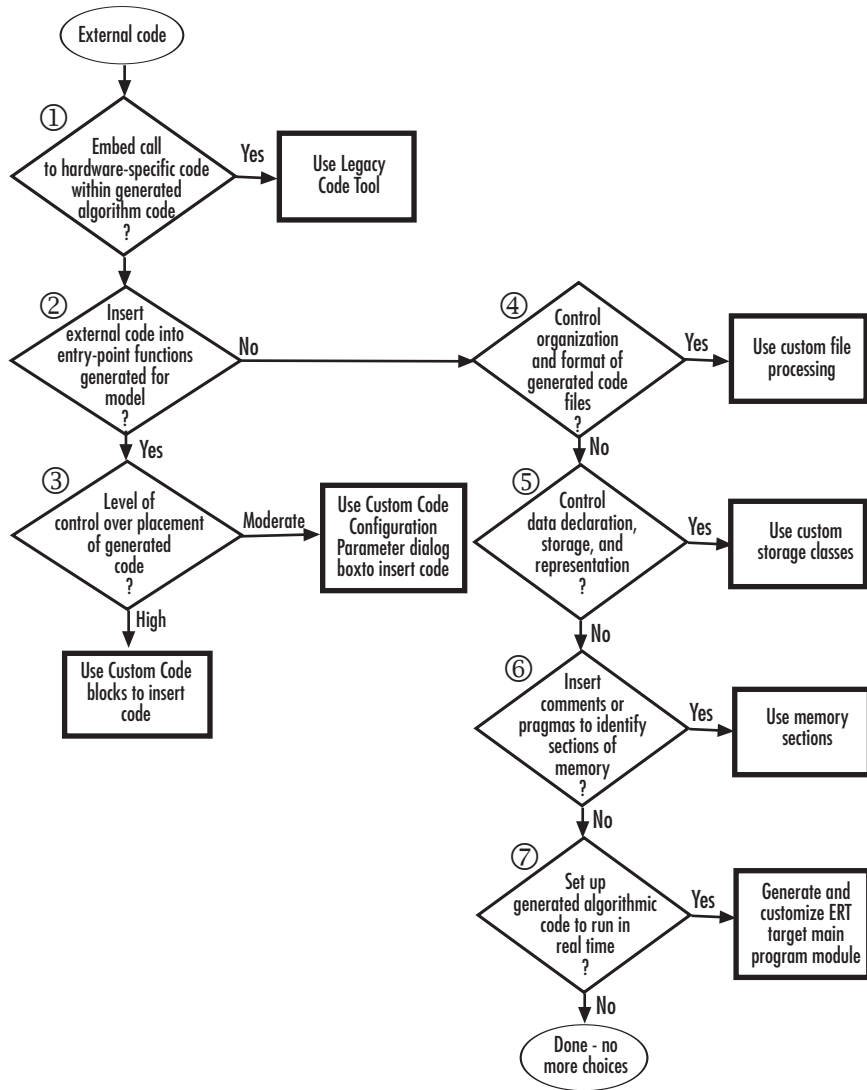 External code
①
Embed call
to hardware-specific code
within generated
algorithm code
?
Yes
Use Legacy
Code Tool
②
Insert
external code into
entry-point functions
generated for
model
?
No
Yes
③
Level of
control over placement
of generated
code
?
Moderate
Use Custom Code
Configuration
Parameter dialog
boxto insert code
High
Use Custom Code
blocks to insert
code
④
Control
organization
and format of
generated code
files
?
Yes
Use custom file
processing
No
⑤
Control
data declaration,
storage, and
representation
?
Yes
Use custom
storage classes
No
⑥
Insert
comments or
pragmas to identify
sections of
memory
?
Yes
Use memory
sections
No
⑦
Set up
generated algorithmic
code to run in
real time
?
Yes
Generate and
customize ERT
target main
program module
No
Done - no
more choices